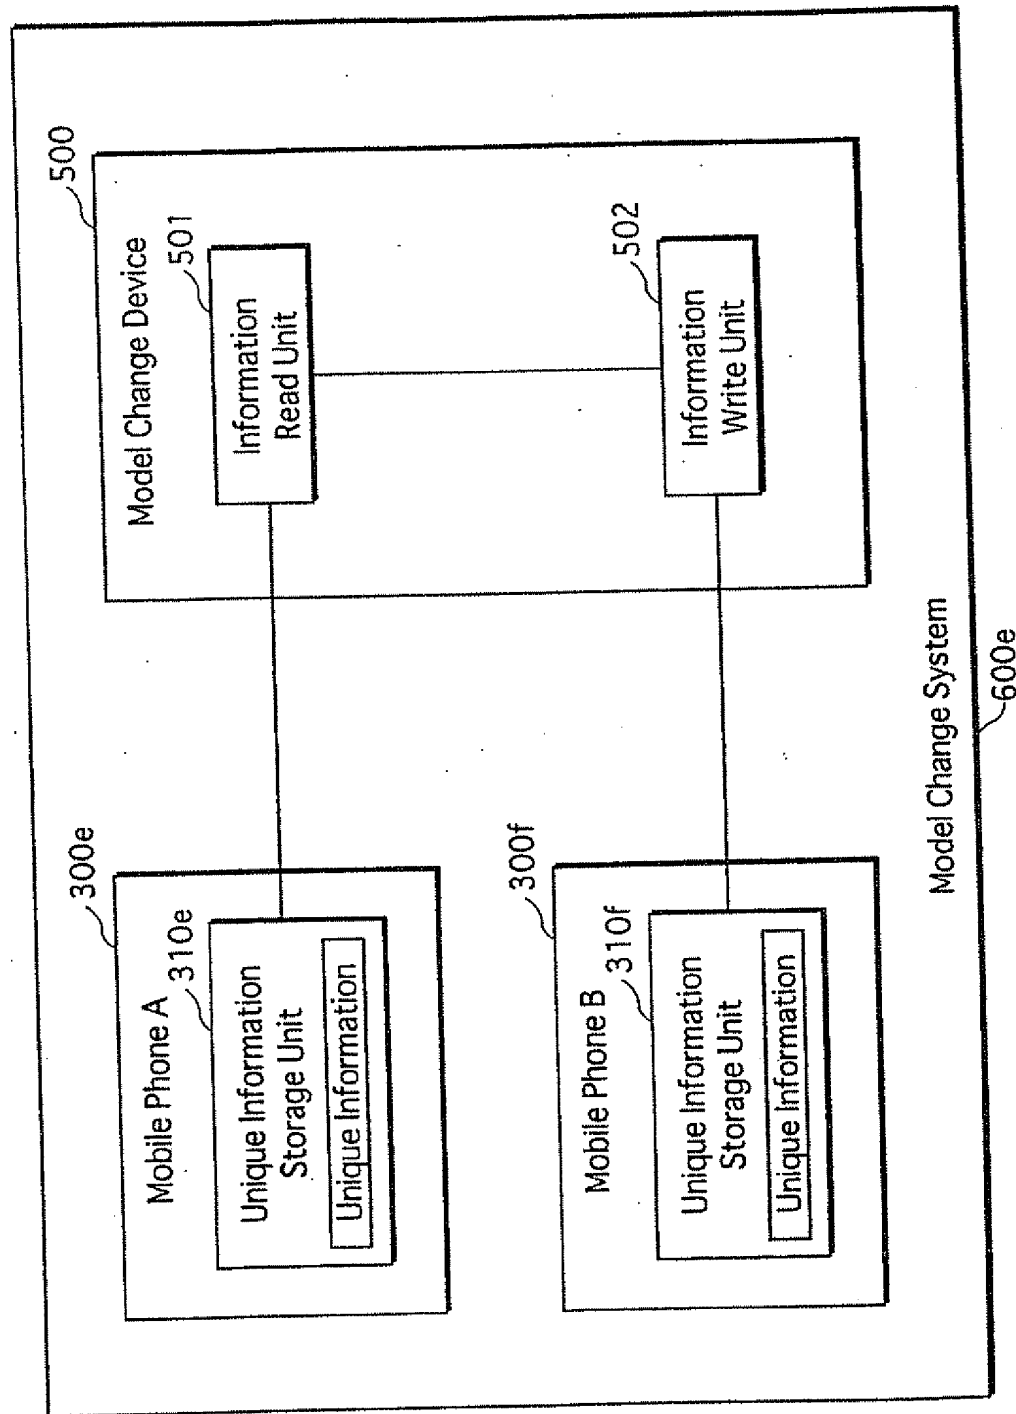 Mobile Phone A
300e
310e
Unique Information
Storage Unit
Unique Information
Mobile Phone B
300f
310f
Unique Information
Storage Unit
Unique Information
Model Change Device
500
501
Information
Read Unit
502
Information
Write Unit
Model Change System
600e